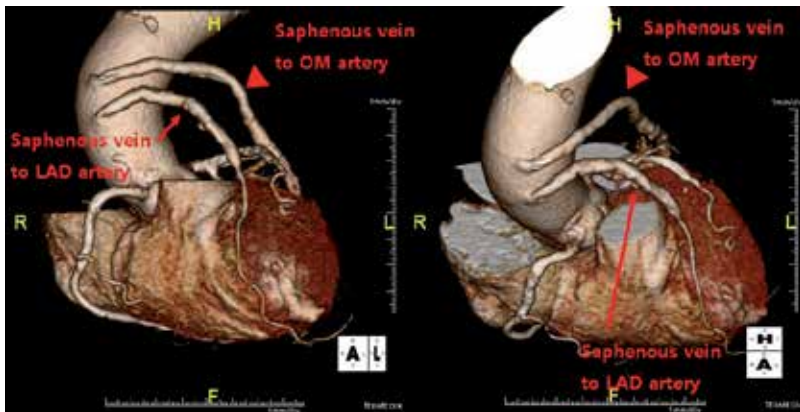 H
Saphenous vein
to OM artery
Saphenous vein
to LAD artery
R
L
A L
F
H
Saphenous vein
to OM artery
R
L
Saphenous vein
to LAD artery
H
A
F